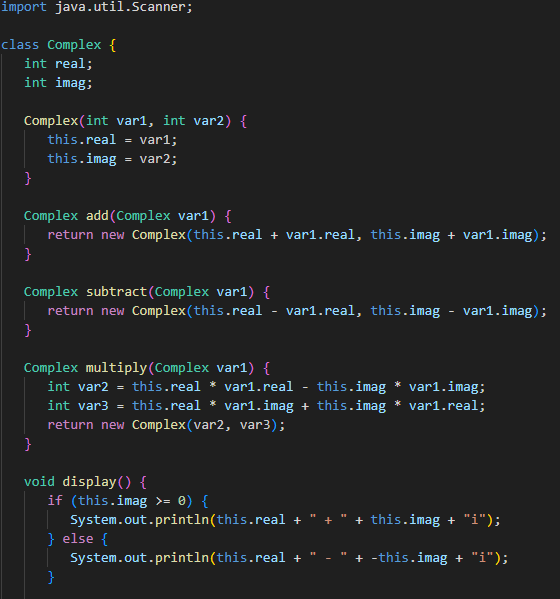 import java.util.Scanner;
class Complex {
int real;
int imag;
Complex(int var1, int var2) {
this.real = var1;
this.imag = var2;
}
Complex add(Complex var1) {
return new Complex(this.real + var1.real, this.imag + var1.imag);
}
Complex subtract(Complex var1) {
return new Complex(this.real - var1.real, this.imag - var1.imag);
}
Complex multiply(Complex var1) {
int var2 = this.real * var1.real - this.imag * var1.imag;
int var3 = this.real * var1.imag + this.imag * var1.real;
return new Complex(var2, var3);
}
void display() {
if (this.imag >= 0) {
System.out.println(this.real + " + " + this.imag + "i");
} else {
System.out.println(this.real + " - " + -this.imag + "i");
}